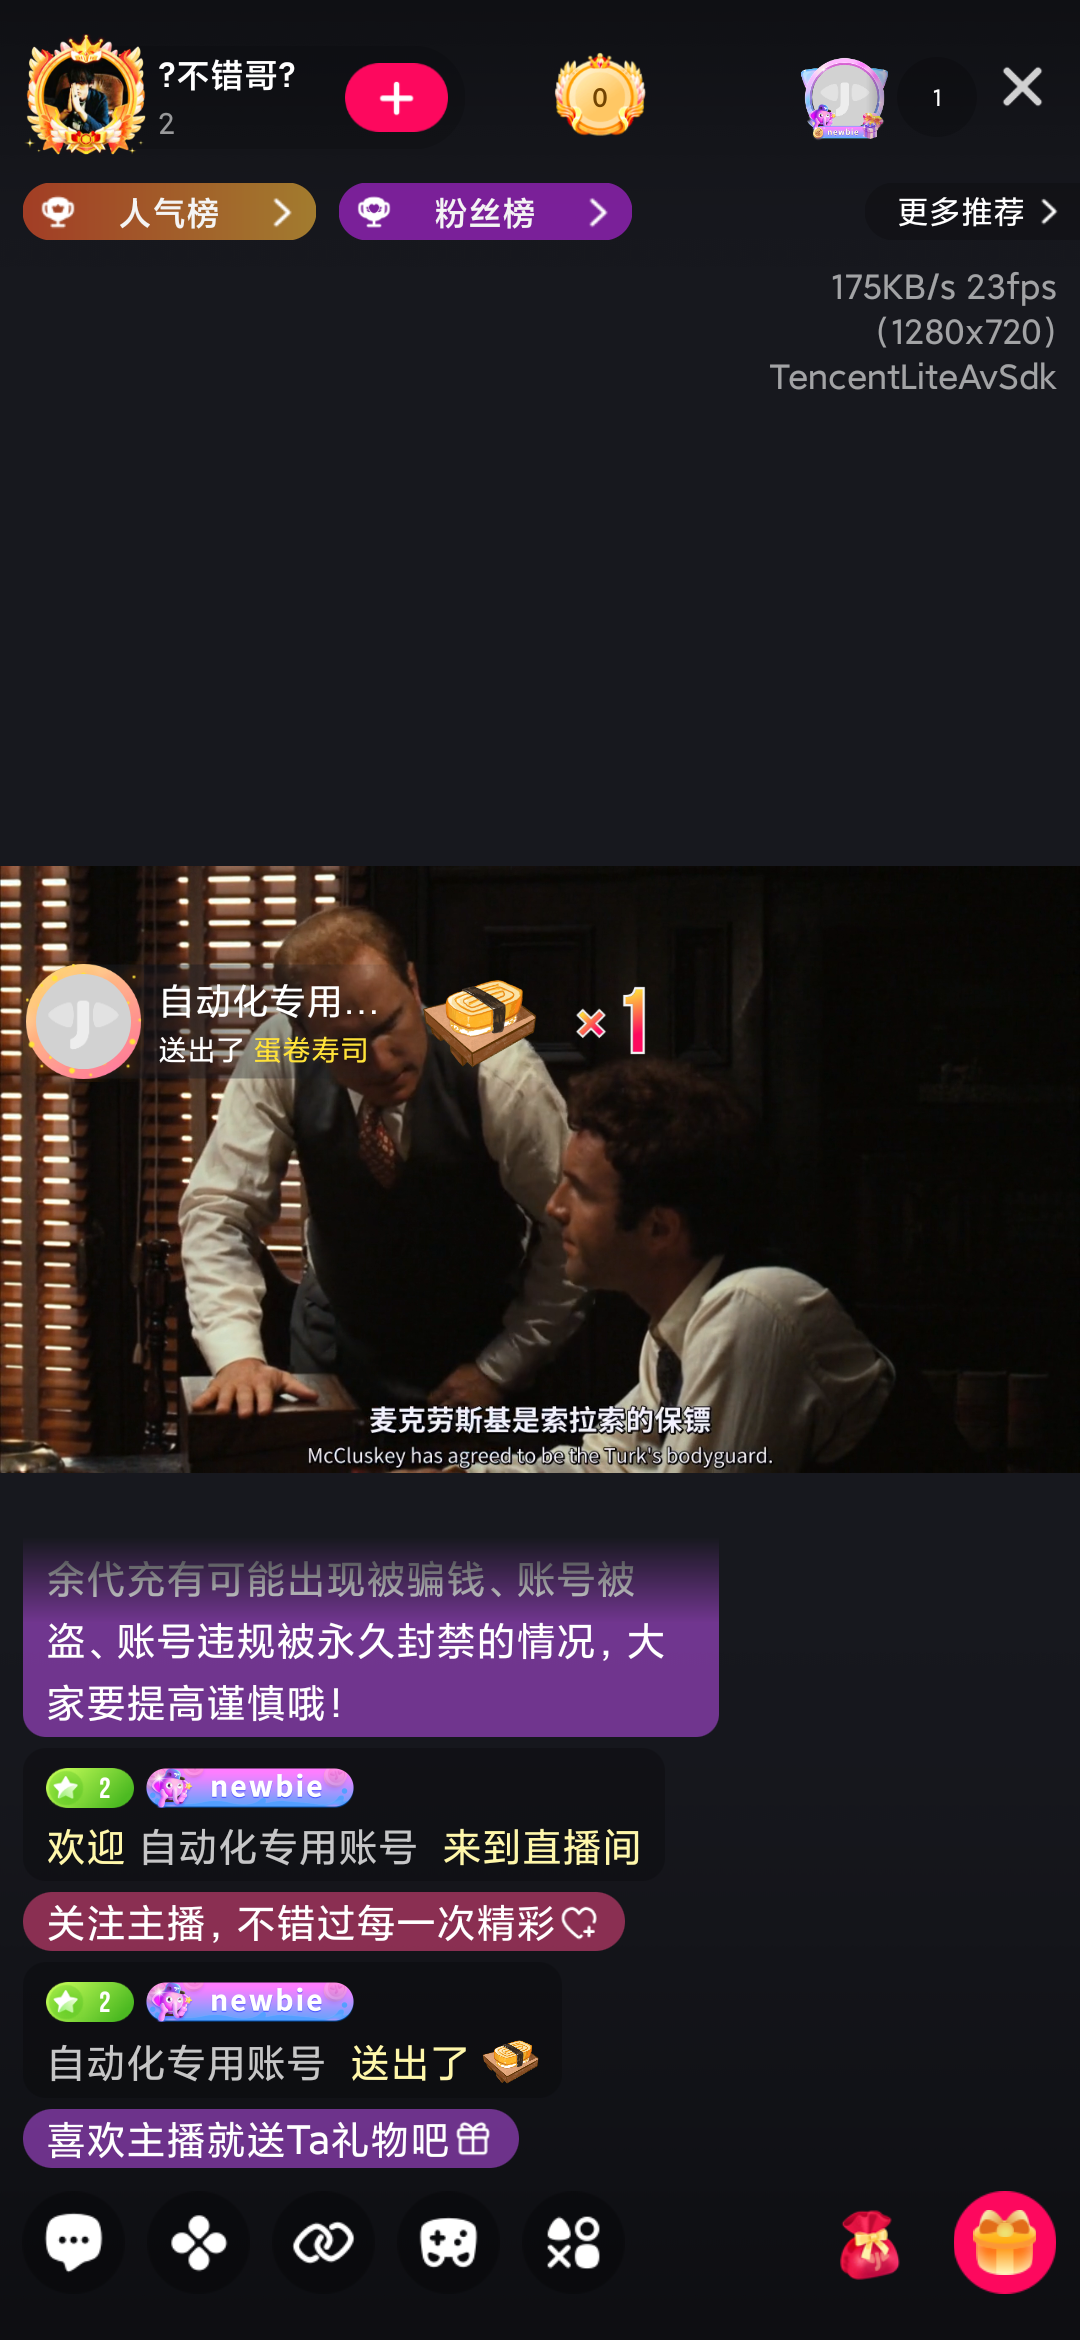 ?不错哥?
2
0
newbie
1
人气榜
粉丝榜
更多推荐
175KB/s 23fps
(1280x720)
TencentLiteAvSdk
自动化专用...
送出了 蛋卷寿司
×1
麦克劳斯基是索拉索的保镖
McCluskey has agreed to be the Turk's bodyguard.
余代充有可能出现被骗钱、账号被
盗、账号违规被永久封禁的情况，大
家要提高谨慎哦！
2 newbie
欢迎 自动化专用账号 来到直播间
关注主播，不错过每一次精彩
2 newbie
自动化专用账号 送出了
喜欢主播就送Ta礼物吧